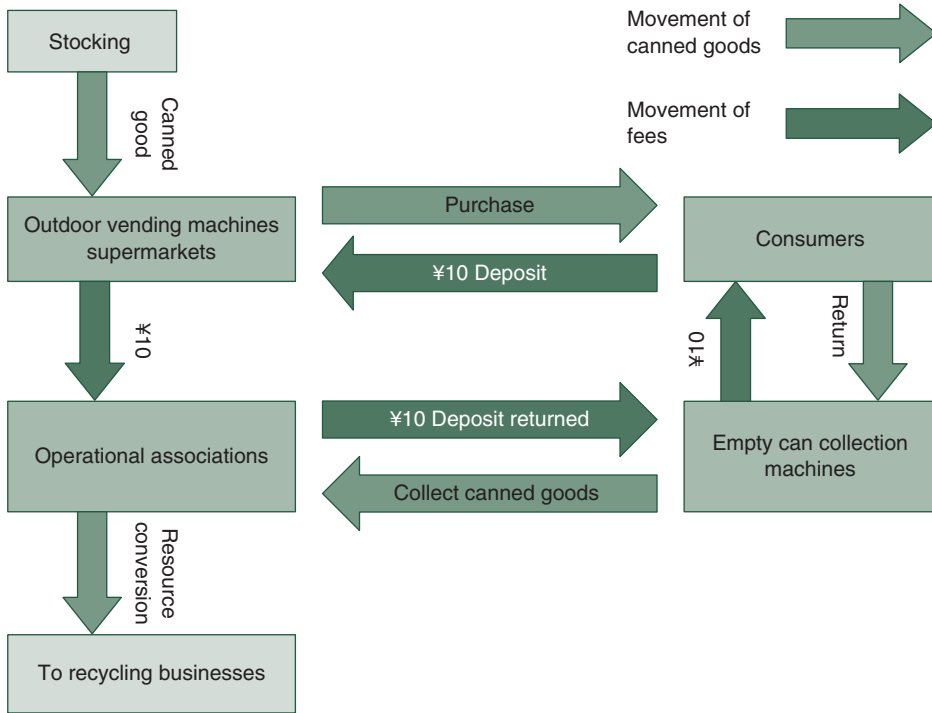 Stocking
Movement of
canned goods
Canned
good
Movement of
fees
Outdoor vending machines
supermarkets
Purchase
Consumers
¥10 Deposit
¥10
¥10
Return
Operational associations
¥10 Deposit returned
Empty can collection
machines
Collect canned goods
Resource
conversion
To recycling businesses